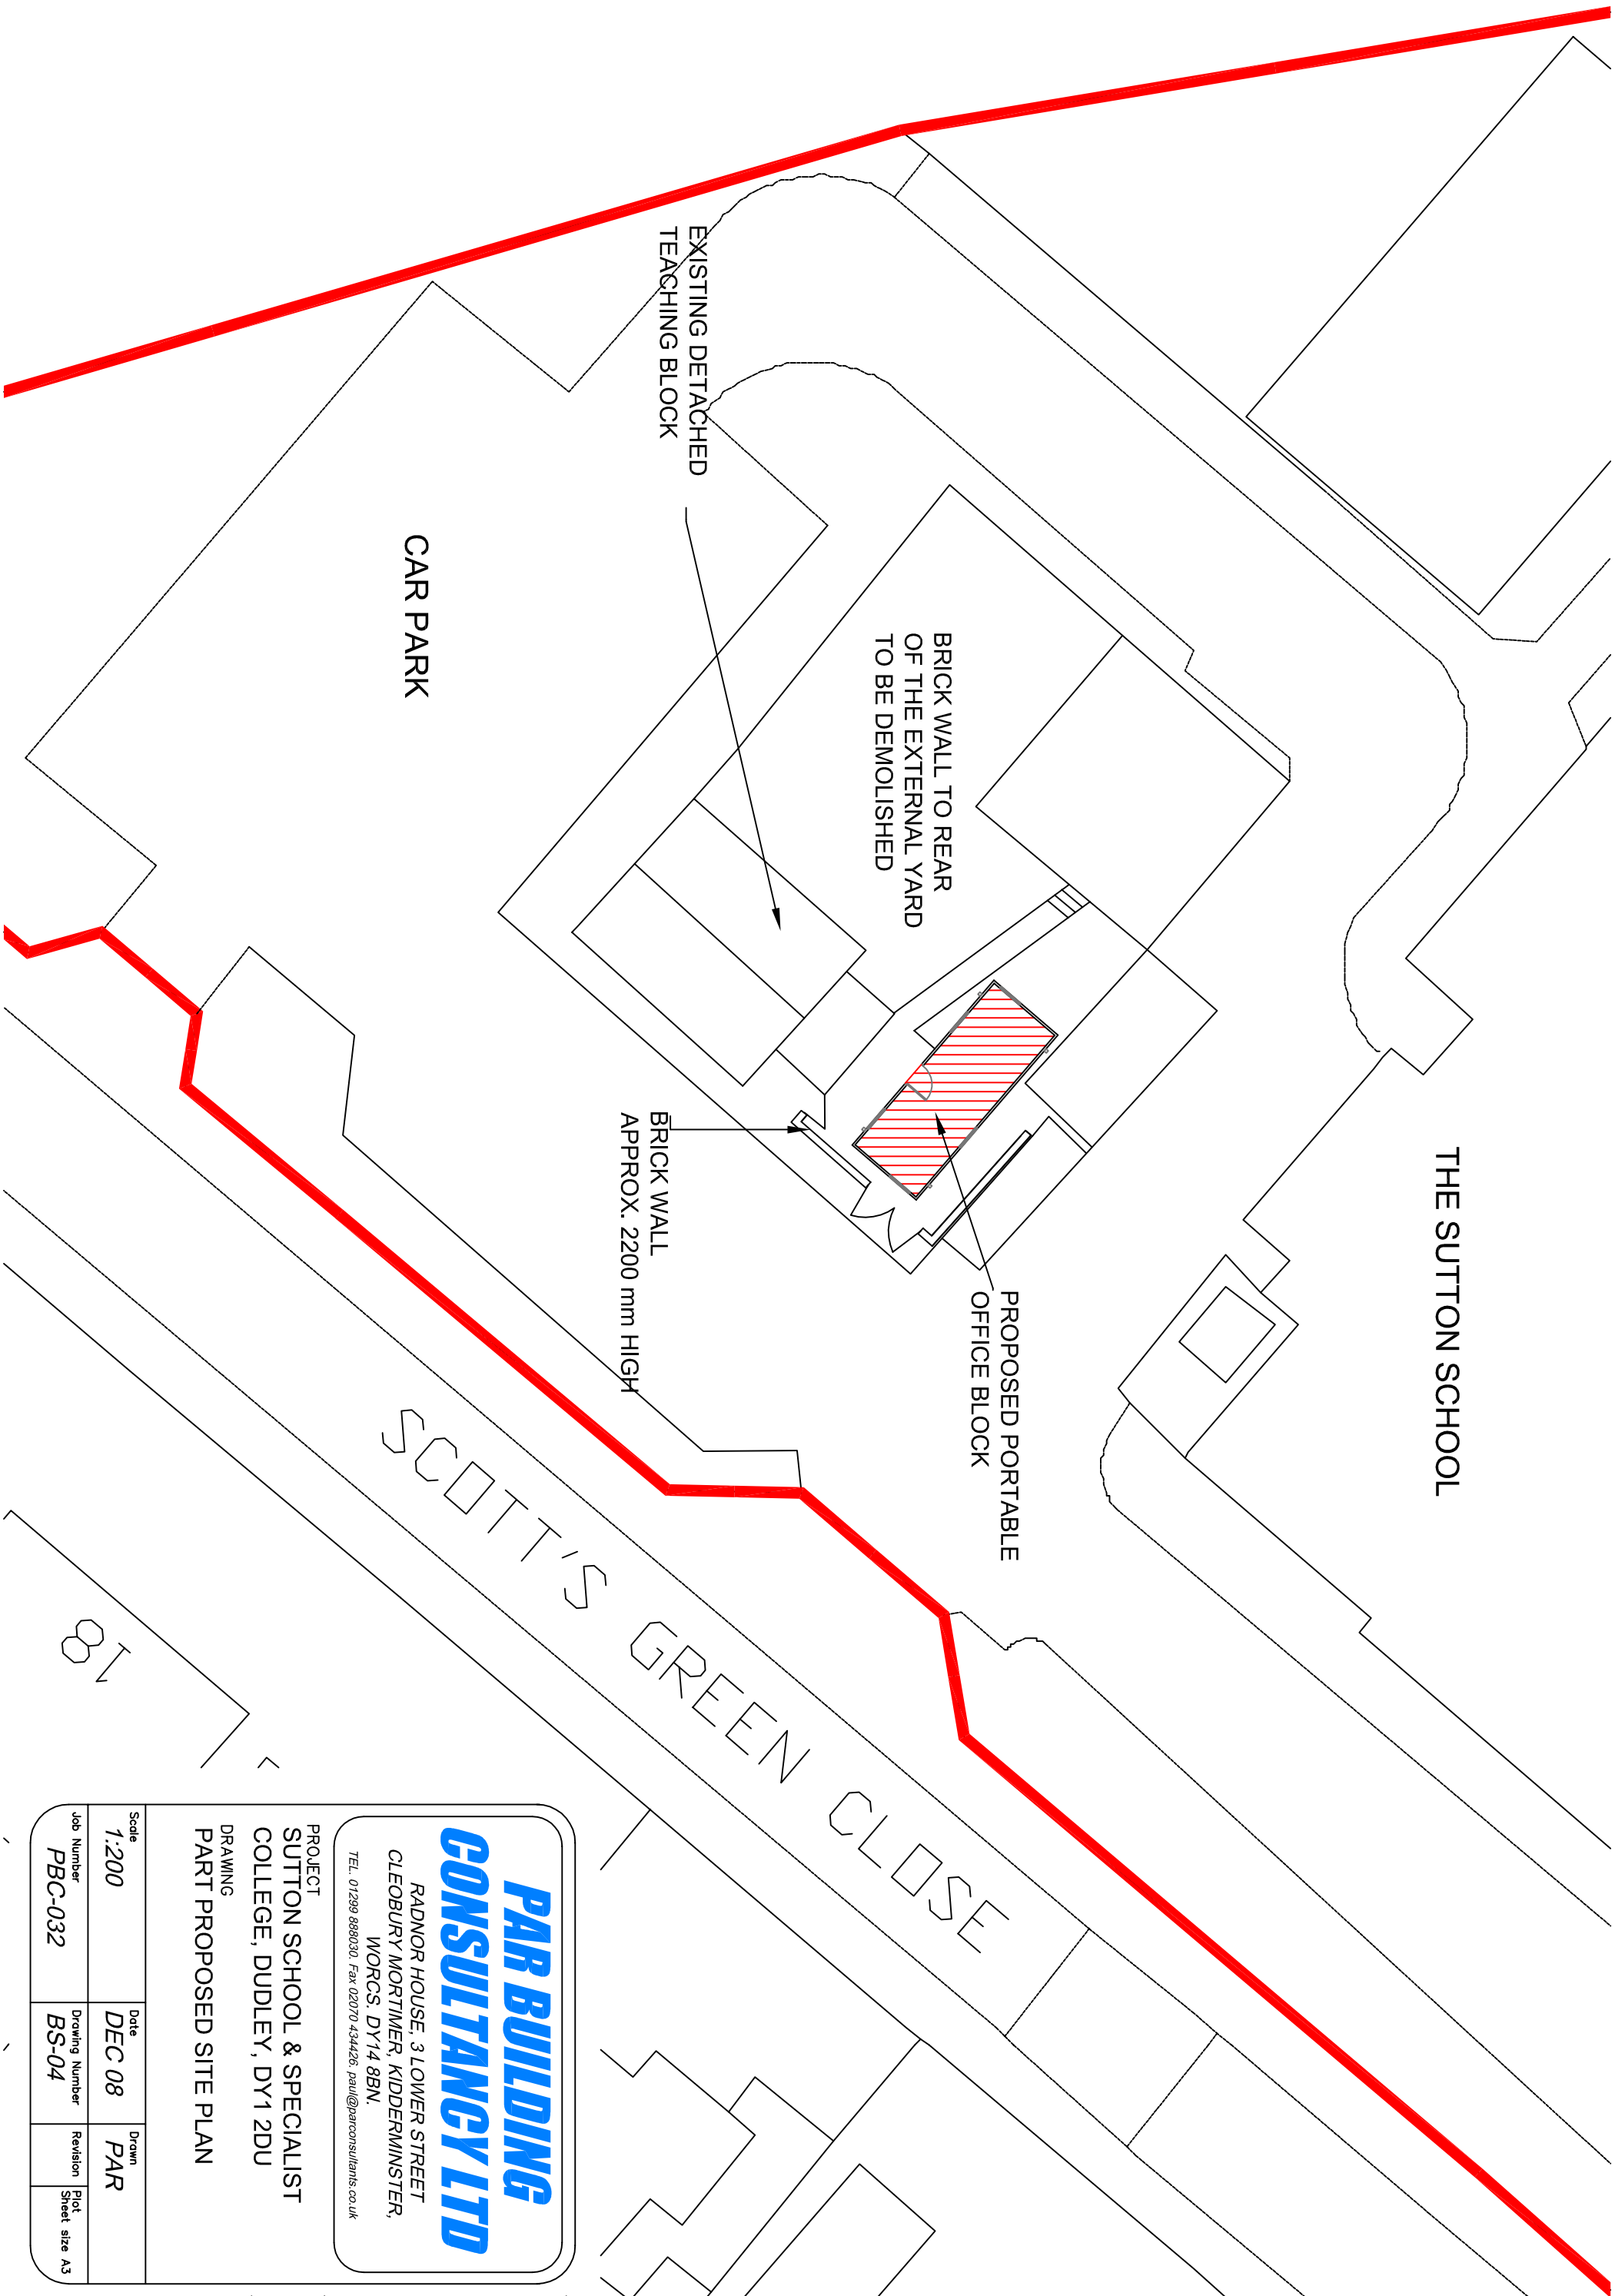 THE SUTTON SCHOOL
BRICK WALL TO REAR
OF THE EXTERNAL YARD
TO BE DEMOLISHED
EXISTING DETACHED
TEACHING BLOCK
CAR PARK
PROPOSED PORTABLE
OFFICE BLOCK
BRICK WALL
APPROX. 2200 mm HIGH
SCOTT'S GREEN CLOSE
18
PAR BUILDING
CONSULTANCY LTD
RADNOR HOUSE, 3 LOWER STREET
CLEOBURY MORTIMER, KIDDERMINSTER,
WORCS. DY14 8BN.
TEL. 01299 888030. Fax 02070 434426. paul@parconsultants.co.uk
PROJECT
SUTTON SCHOOL & SPECIALIST
COLLEGE, DUDLEY, DY1 2DU
DRAWING
PART PROPOSED SITE PLAN
Scale
1:200
Date
DEC 08
Drawn
PAR
Job Number
PBC-032
Drawing Number
BS-04
Revision
Plot
Sheet size A3